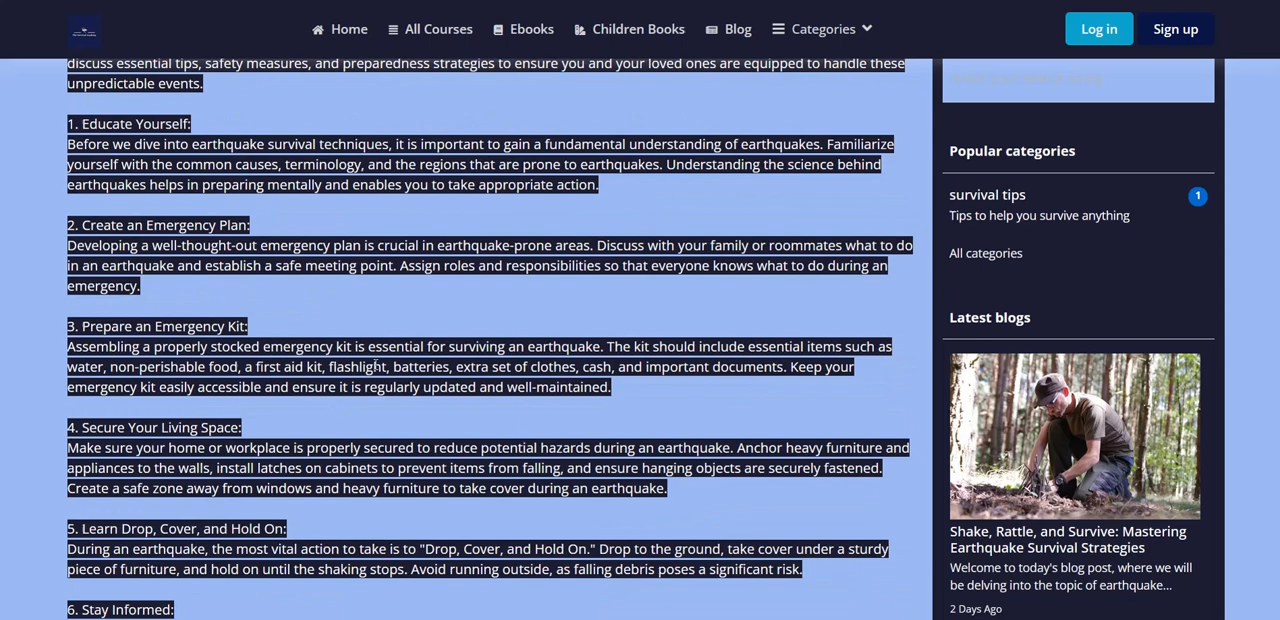 Home
All Courses
Ebooks
Children Books
Blog
Categories
Log in
Sign up
discuss essential tips, safety measures, and preparedness strategies to ensure you and your loved ones are equipped to handle these
unpredictable events.
1. Educate Yourself:
Before we dive into earthquake survival techniques, it is important to gain a fundamental understanding of earthquakes. Familiarize
yourself with the common causes, terminology, and the regions that are prone to earthquakes. Understanding the science behind
earthquakes helps in preparing mentally and enables you to take appropriate action.
2. Create an Emergency Plan:
Developing a well-thought-out emergency plan is crucial in earthquake-prone areas. Discuss with your family or roommates what to do
in an earthquake and establish a safe meeting point. Assign roles and responsibilities so that everyone knows what to do during an
emergency.
3. Prepare an Emergency Kit:
Assembling a properly stocked emergency kit is essential for surviving an earthquake. The kit should include essential items such as
water, non-perishable food, a first aid kit, flashlight, batteries, extra set of clothes, cash, and important documents. Keep your
emergency kit easily accessible and ensure it is regularly updated and well-maintained.
4. Secure Your Living Space:
Make sure your home or workplace is properly secured to reduce potential hazards during an earthquake. Anchor heavy furniture and
appliances to the walls, install latches on cabinets to prevent items from falling, and ensure hanging objects are securely fastened.
Create a safe zone away from windows and heavy furniture to take cover during an earthquake.
5. Learn Drop, Cover, and Hold On:
During an earthquake, the most vital action to take is to "Drop, Cover, and Hold On." Drop to the ground, take cover under a sturdy
piece of furniture, and hold on until the shaking stops. Avoid running outside, as falling debris poses a significant risk.
6. Stay Informed:
Popular categories
survival tips
1
Tips to help you survive anything
All categories
Latest blogs
Shake, Rattle, and Survive: Mastering
Earthquake Survival Strategies
Welcome to today's blog post, where we will
be delving into the topic of earthquake...
2 Days Ago